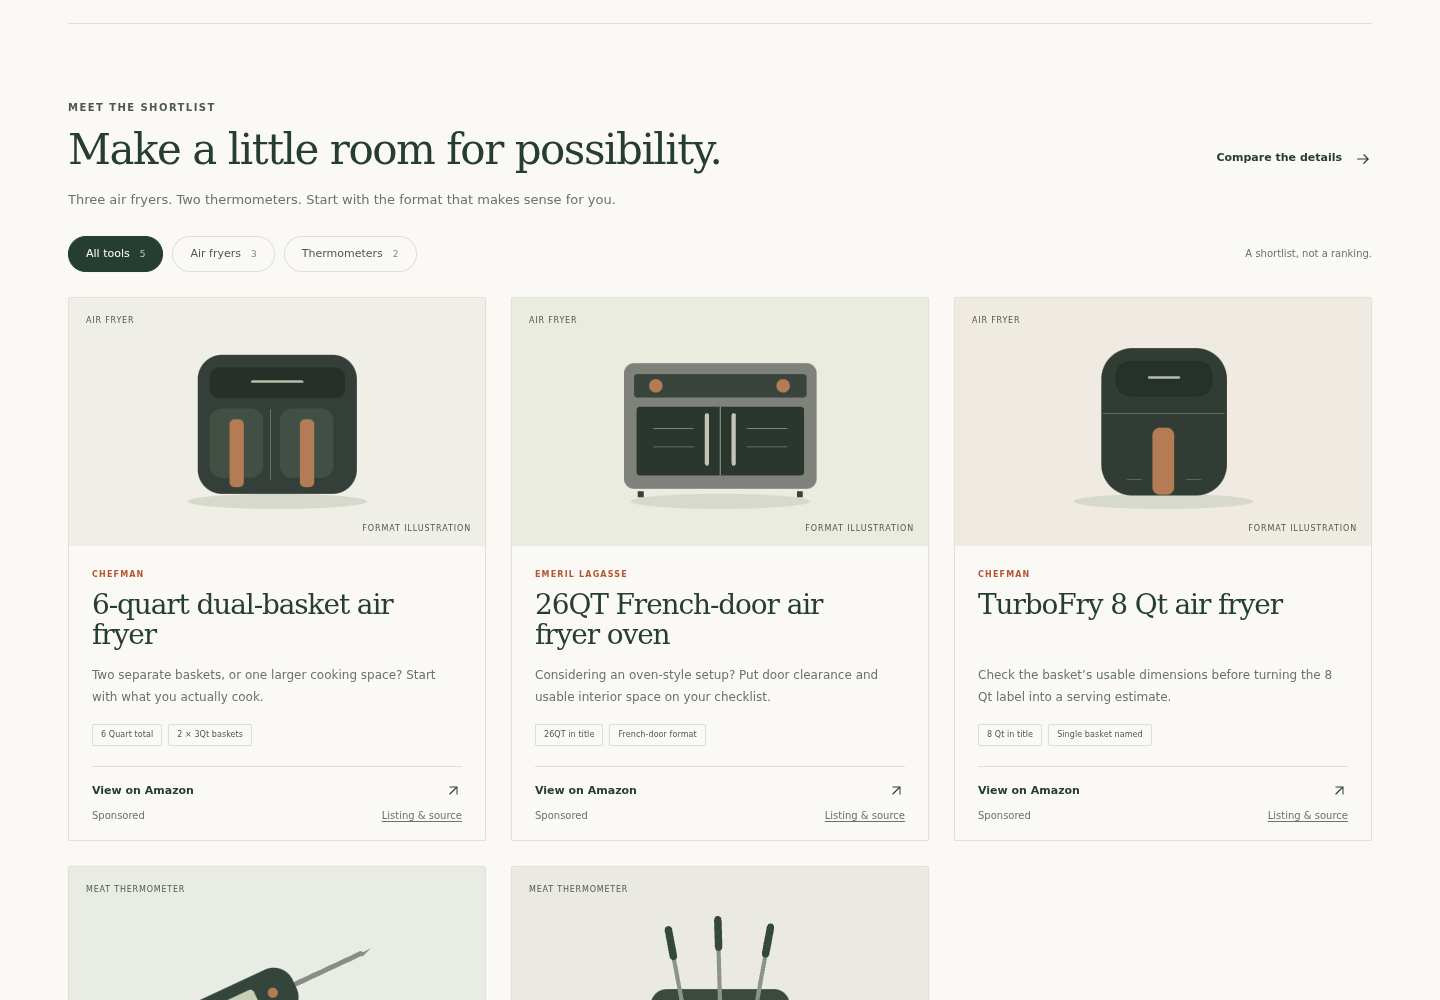 MEET THE SHORTLIST
Make a little room for possibility.
Compare the details
Three air fryers. Two thermometers. Start with the format that makes sense for you.
All tools 5
Air fryers 3
Thermometers 2
A shortlist, not a ranking.
AIR FRYER
FORMAT ILLUSTRATION
CHEFMAN
6-quart dual-basket air
fryer
Two separate baskets, or one larger cooking space? Start
with what you actually cook.
6 Quart total
2 × 3Qt baskets
View on Amazon
Sponsored
Listing & source
AIR FRYER
FORMAT ILLUSTRATION
EMERIL LAGASSE
26QT French-door air
fryer oven
Considering an oven-style setup? Put door clearance and
usable interior space on your checklist.
26QT in title
French-door format
View on Amazon
Sponsored
Listing & source
AIR FRYER
FORMAT ILLUSTRATION
CHEFMAN
TurboFry 8 Qt air fryer
Check the basket’s usable dimensions before turning the 8
Qt label into a serving estimate.
8 Qt in title
Single basket named
View on Amazon
Sponsored
Listing & source
MEAT THERMOMETER
MEAT THERMOMETER